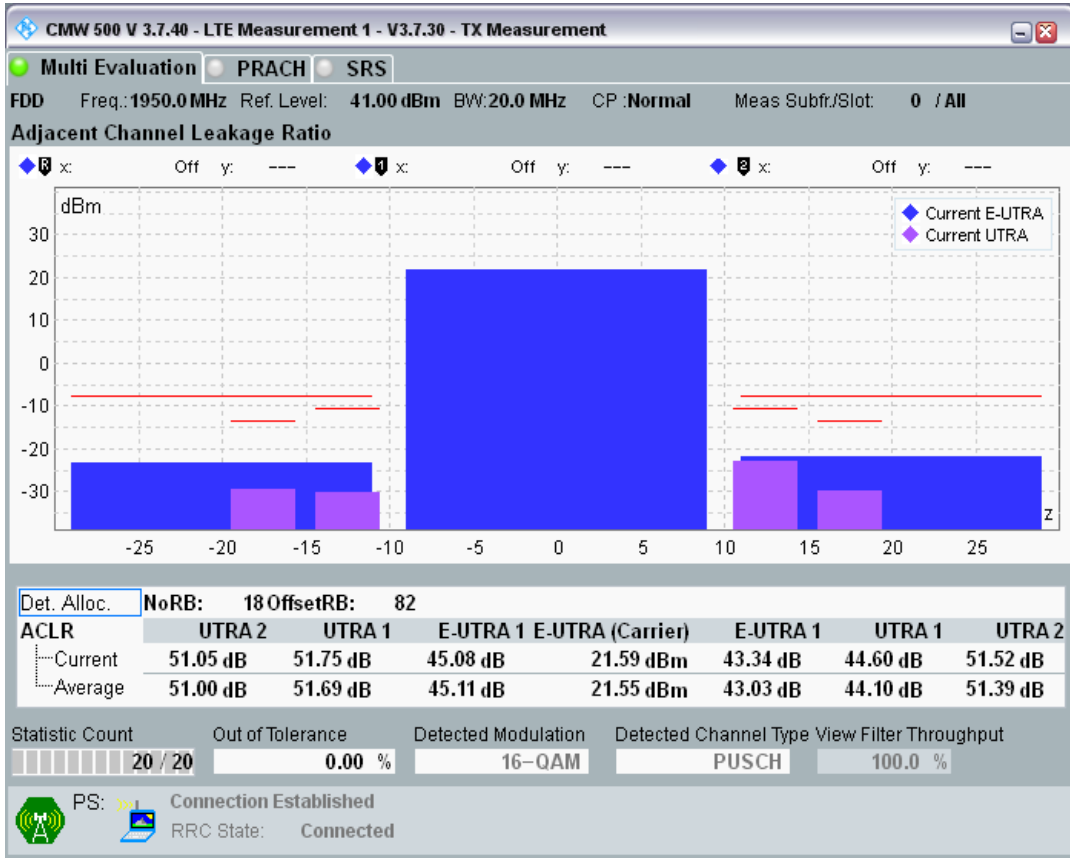 CMW 500 V 3.7.40 - LTE Measurement 1 - V3.7.30 - TX Measurement
Multi Evaluation PRACH SRS
FDD Freq.:1950.0 MHz Ref. Level: 41.00 dBm BW:20.0 MHz CP :Normal Meas Subfr./Slot: 0 / All
Adjacent Channel Leakage Ratio
R x: Off y: --- 1 x: Off y: --- 2 x: Off y: ---
dBm
Current E-UTRA
Current UTRA
30
20
10
0
-10
-20
-30
z
-25 -20 -15 -10 -5 0 5 10 15 20 25
Det. Alloc. NoRB: 18 OffsetRB: 82
ACLR UTRA 2 UTRA 1 E-UTRA 1 E-UTRA (Carrier) E-UTRA 1 UTRA 1 UTRA 2
Current 51.05 dB 51.75 dB 45.08 dB 21.59 dBm 43.34 dB 44.60 dB 51.52 dB
Average 51.00 dB 51.69 dB 45.11 dB 21.55 dBm 43.03 dB 44.10 dB 51.39 dB
Statistic Count Out of Tolerance Detected Modulation Detected Channel Type View Filter Throughput
20 / 20 0.00 % 16-QAM PUSCH 100.0 %
PS: Connection Established
RRC State: Connected